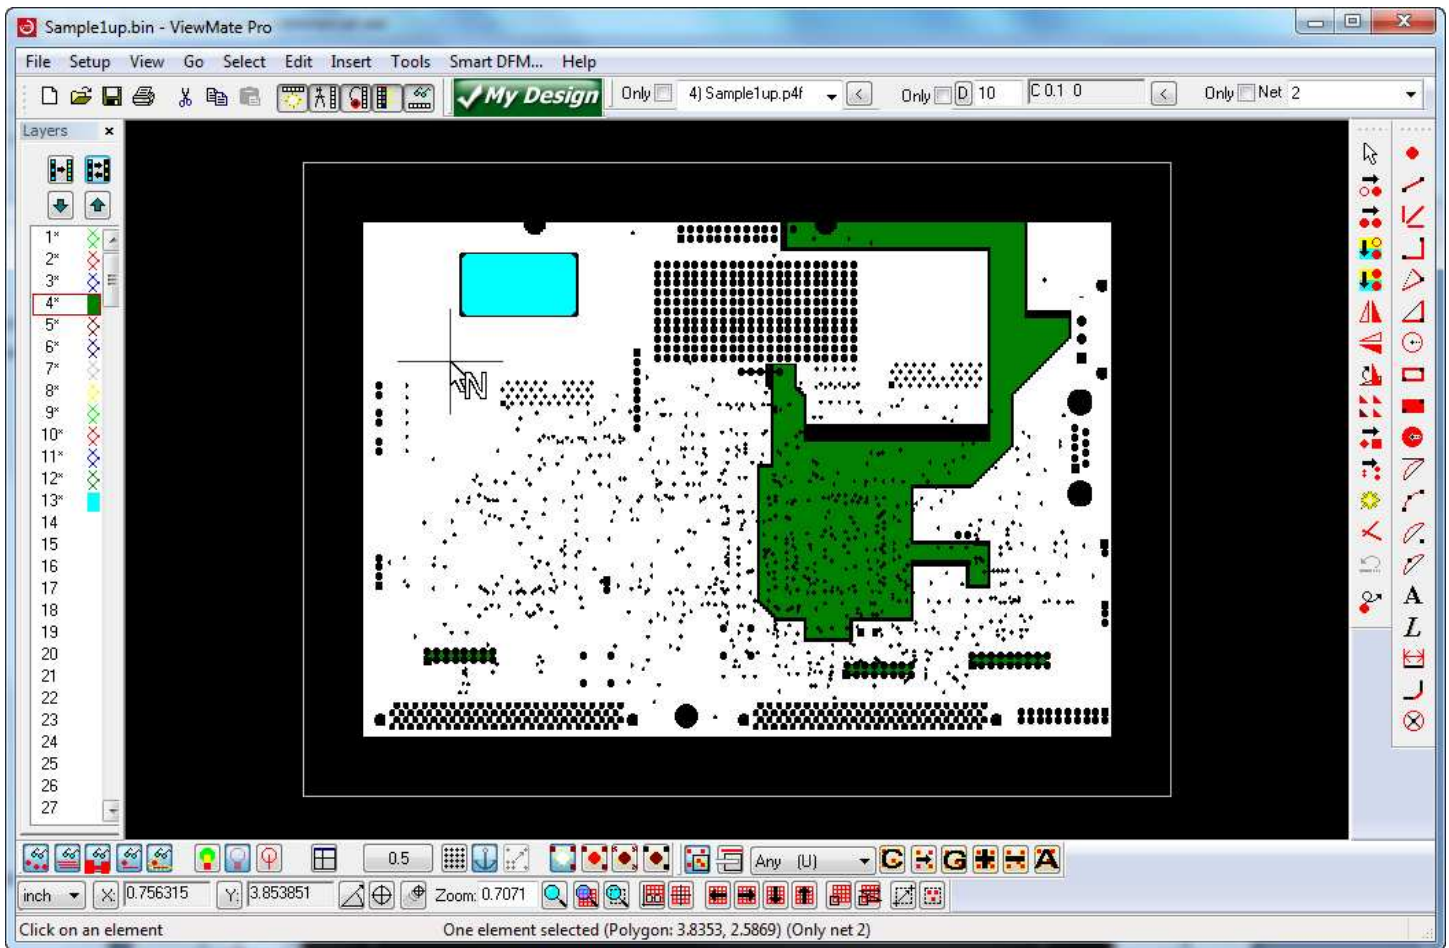 Sample1up.bin - ViewMate Pro
File Setup View Go Select Edit Insert Tools Smart DFM... Help
My Design Only 4) Sample1up.p4f < Only D 10 C 0.1 0 < Only Net 2
Layers x
1*
2*
3*
4*
5*
6*
7*
8*
9*
10*
11*
12*
13*
14
15
16
17
18
19
20
21
22
23
24
25
26
27
N
A
L
0.5 Any (U) C G A
inch X: 0.756315 Y: 3.853851 Zoom: 0.7071
Click on an element One element selected (Polygon: 3.8353, 2.5869) (Only net 2)